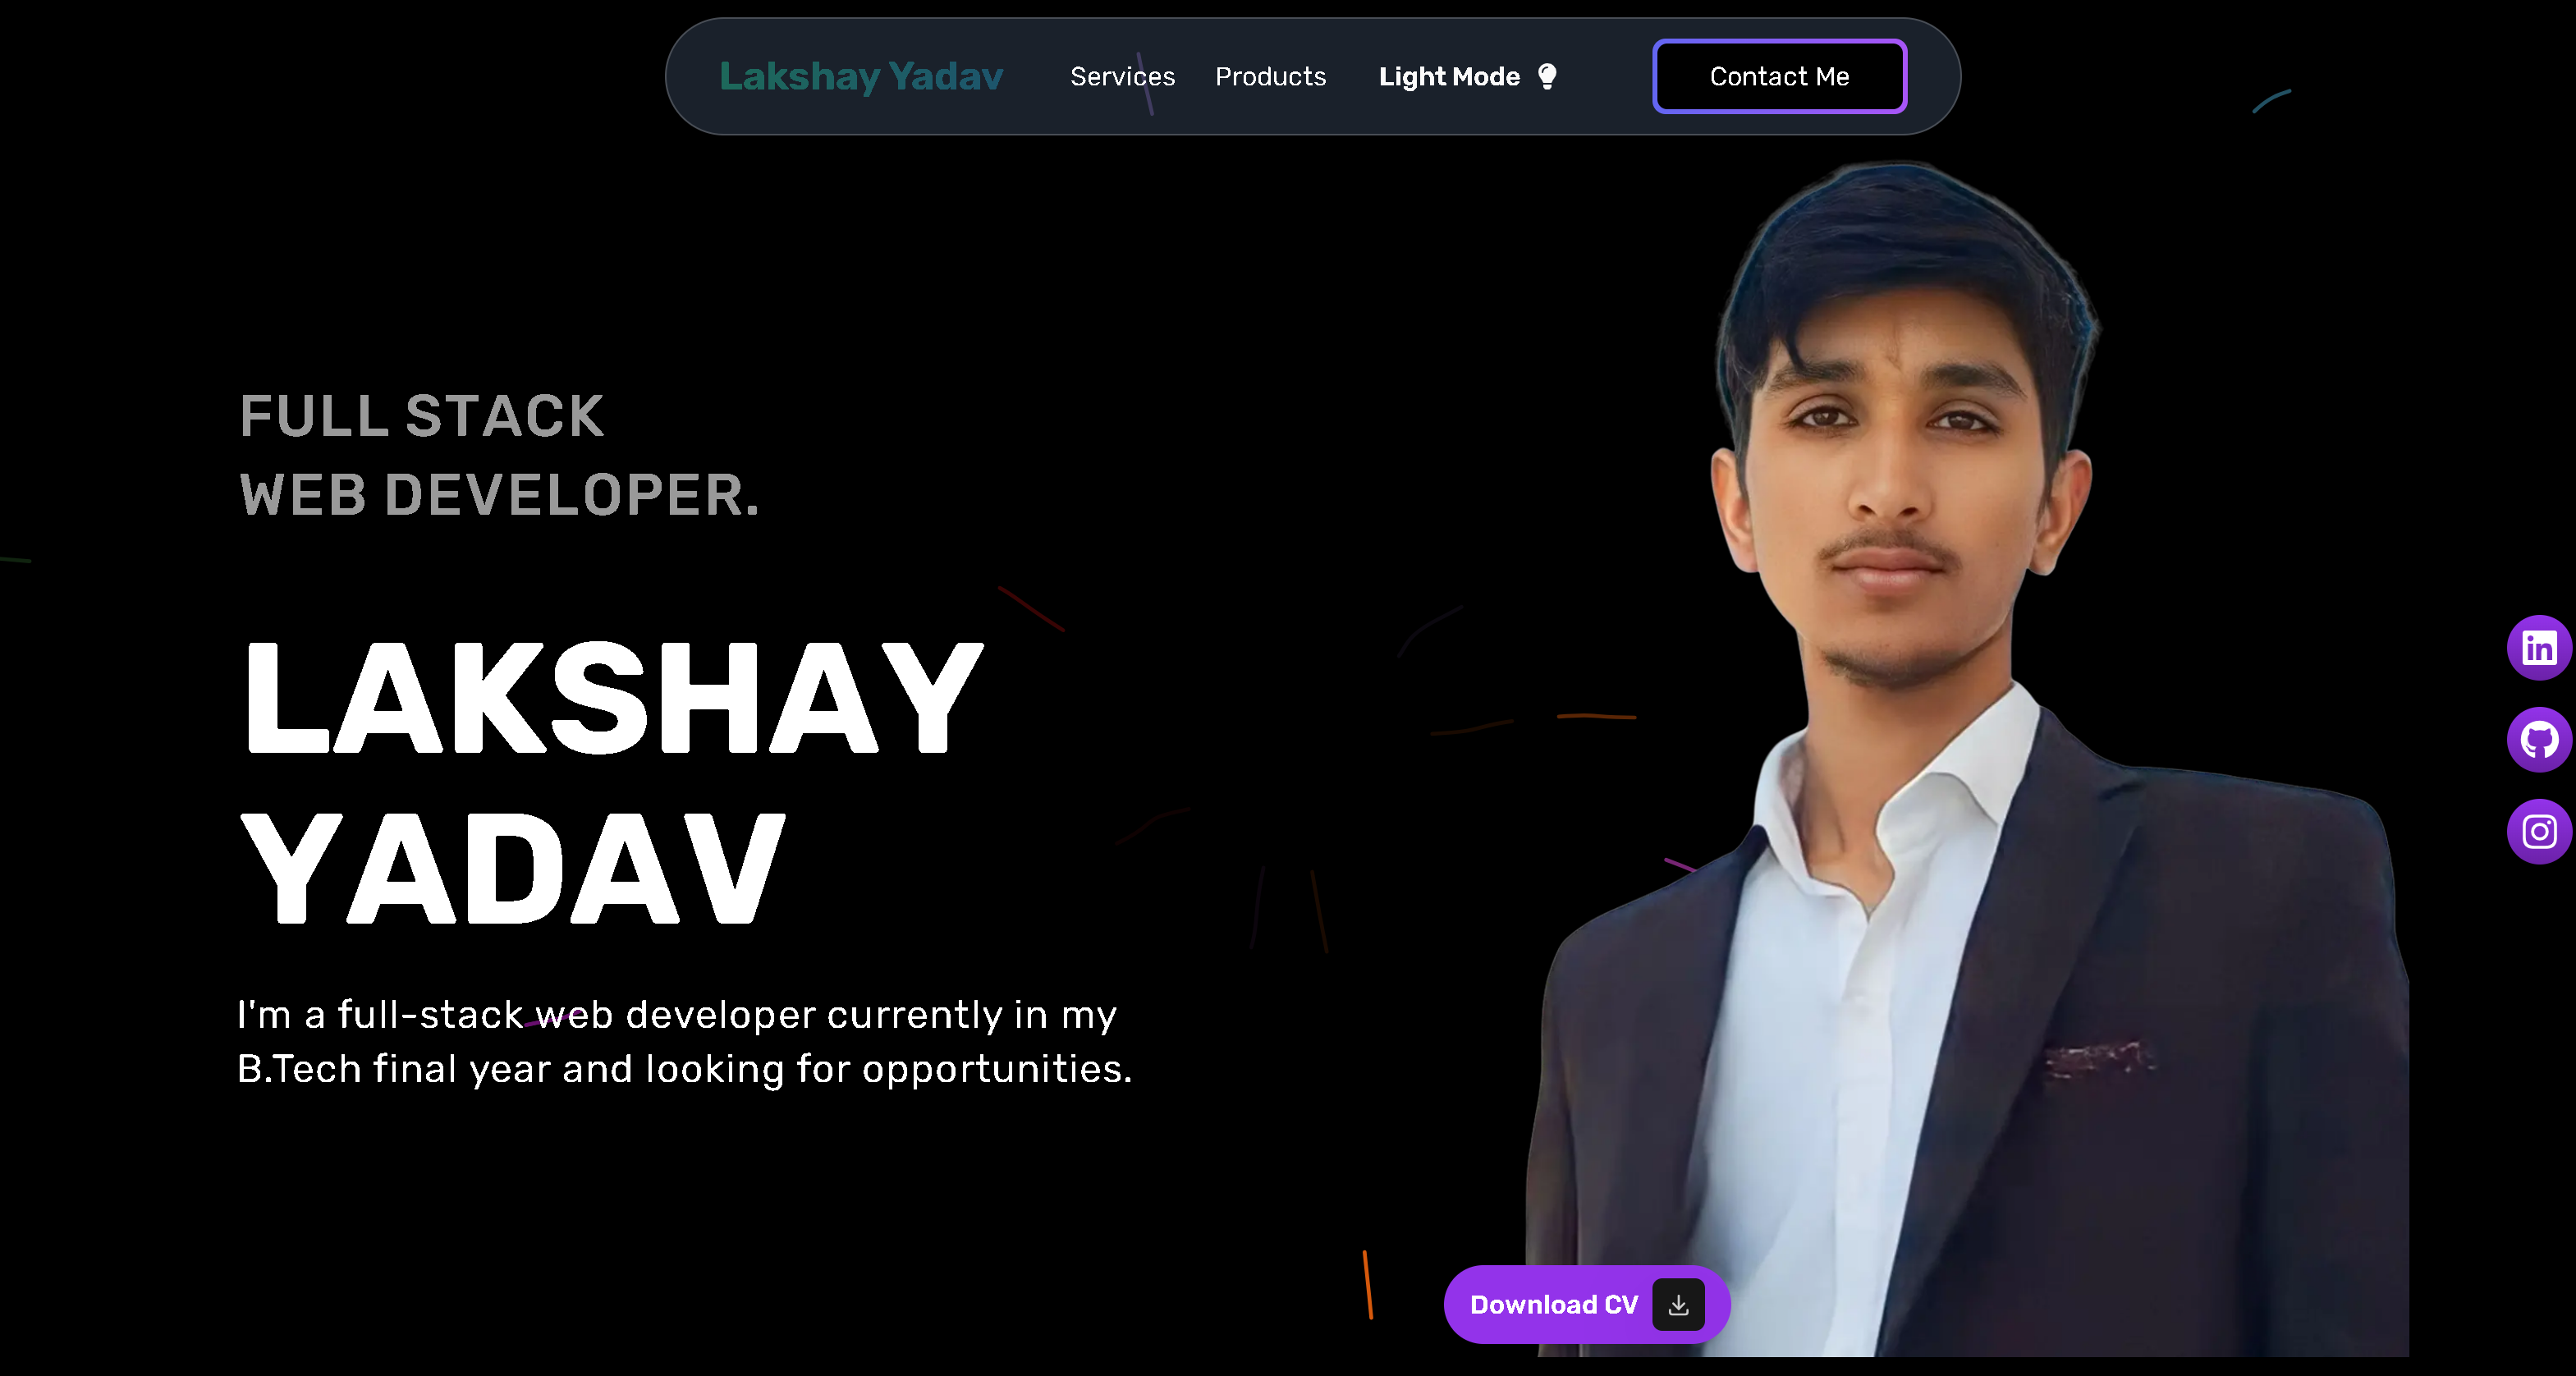 Lakshay Yadav Services Products Light Mode Contact Me
FULL STACK
WEB DEVELOPER.
LAKSHAY
YADAV
I'm a full-stack web developer currently in my
B.Tech final year and looking for opportunities.
in
Download CV